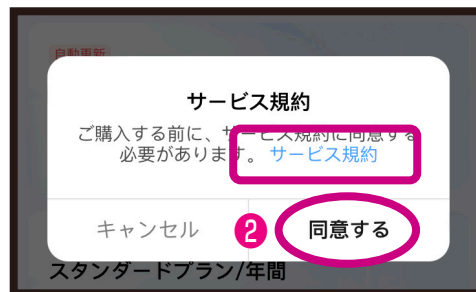 自動更新
サービス規約
ご購入する前に、サービス規約に同意する
必要があります。 サービス規約
キャンセル
2
同意する
スタンダードプラン/年間